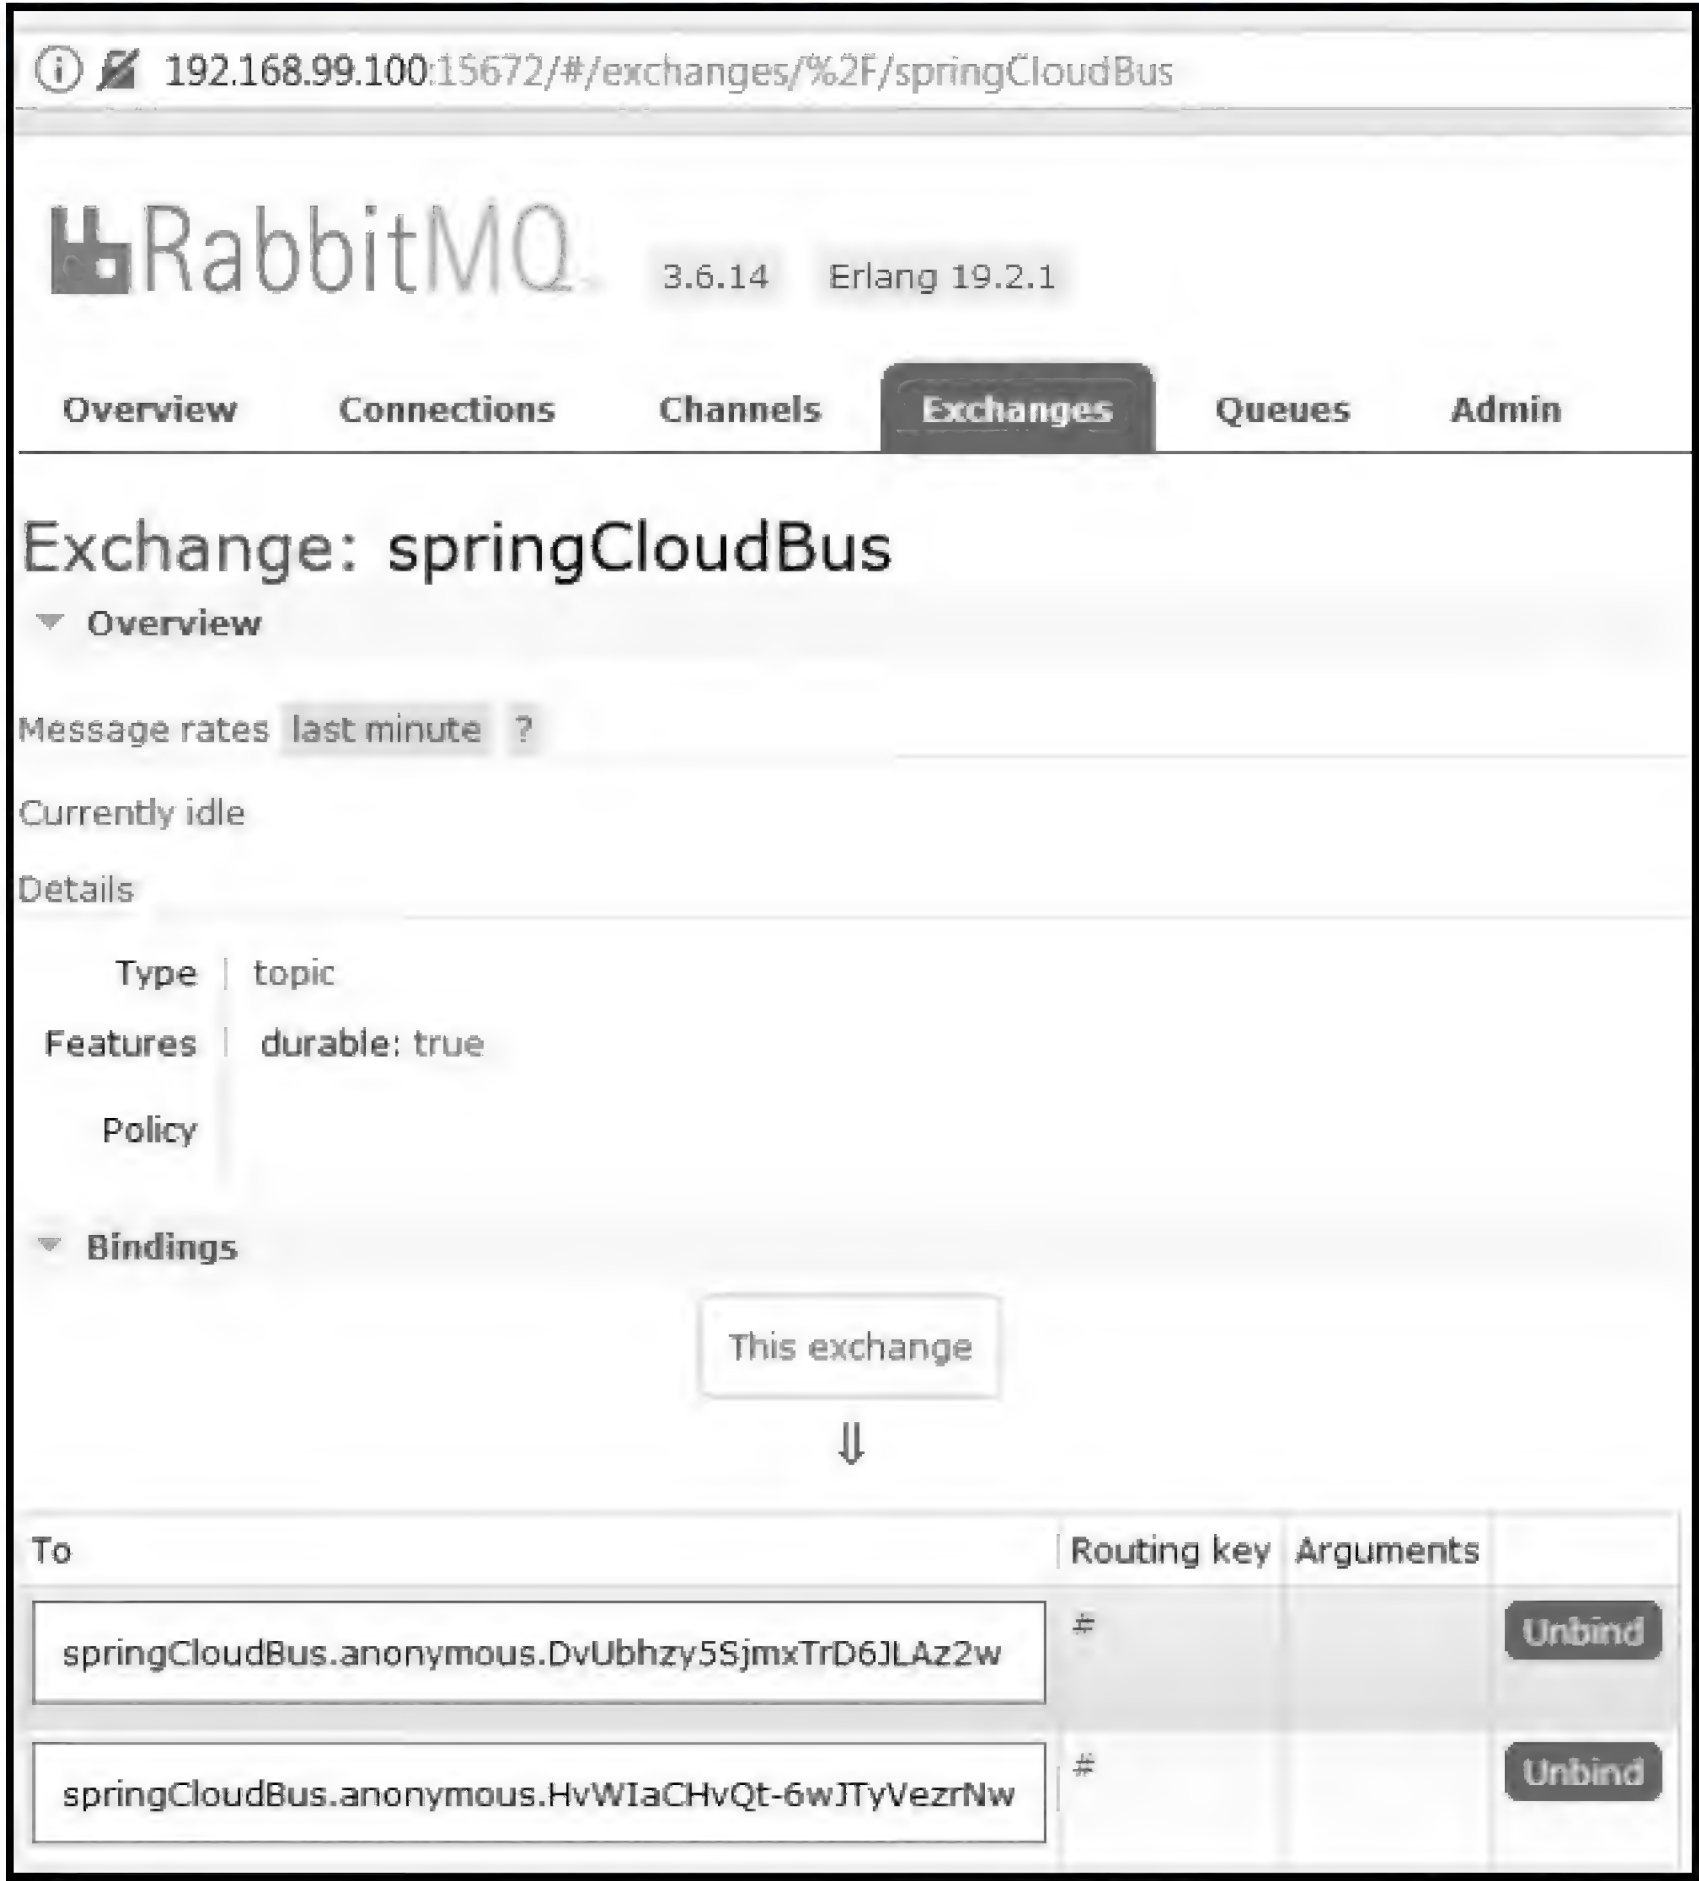 192.168.99.100:15672/#/exchanges/%2F/springCloudBus
RabbitMQ 3.6.14 Erlang 19.2.1
Overview Connections Channels Exchanges Queues Admin
Exchange: springCloudBus
Overview
Message rates last minute ?
Currently idle
Details
Type topic
Features durable: true
Policy
Bindings
This exchange
⇓
To Routing key Arguments
springCloudBus.anonymous.DvUbhzy5SjmxTrD6JLAz2w # Unbind
springCloudBus.anonymous.HvWIaCHvQt-6wJTyVezrNw # Unbind